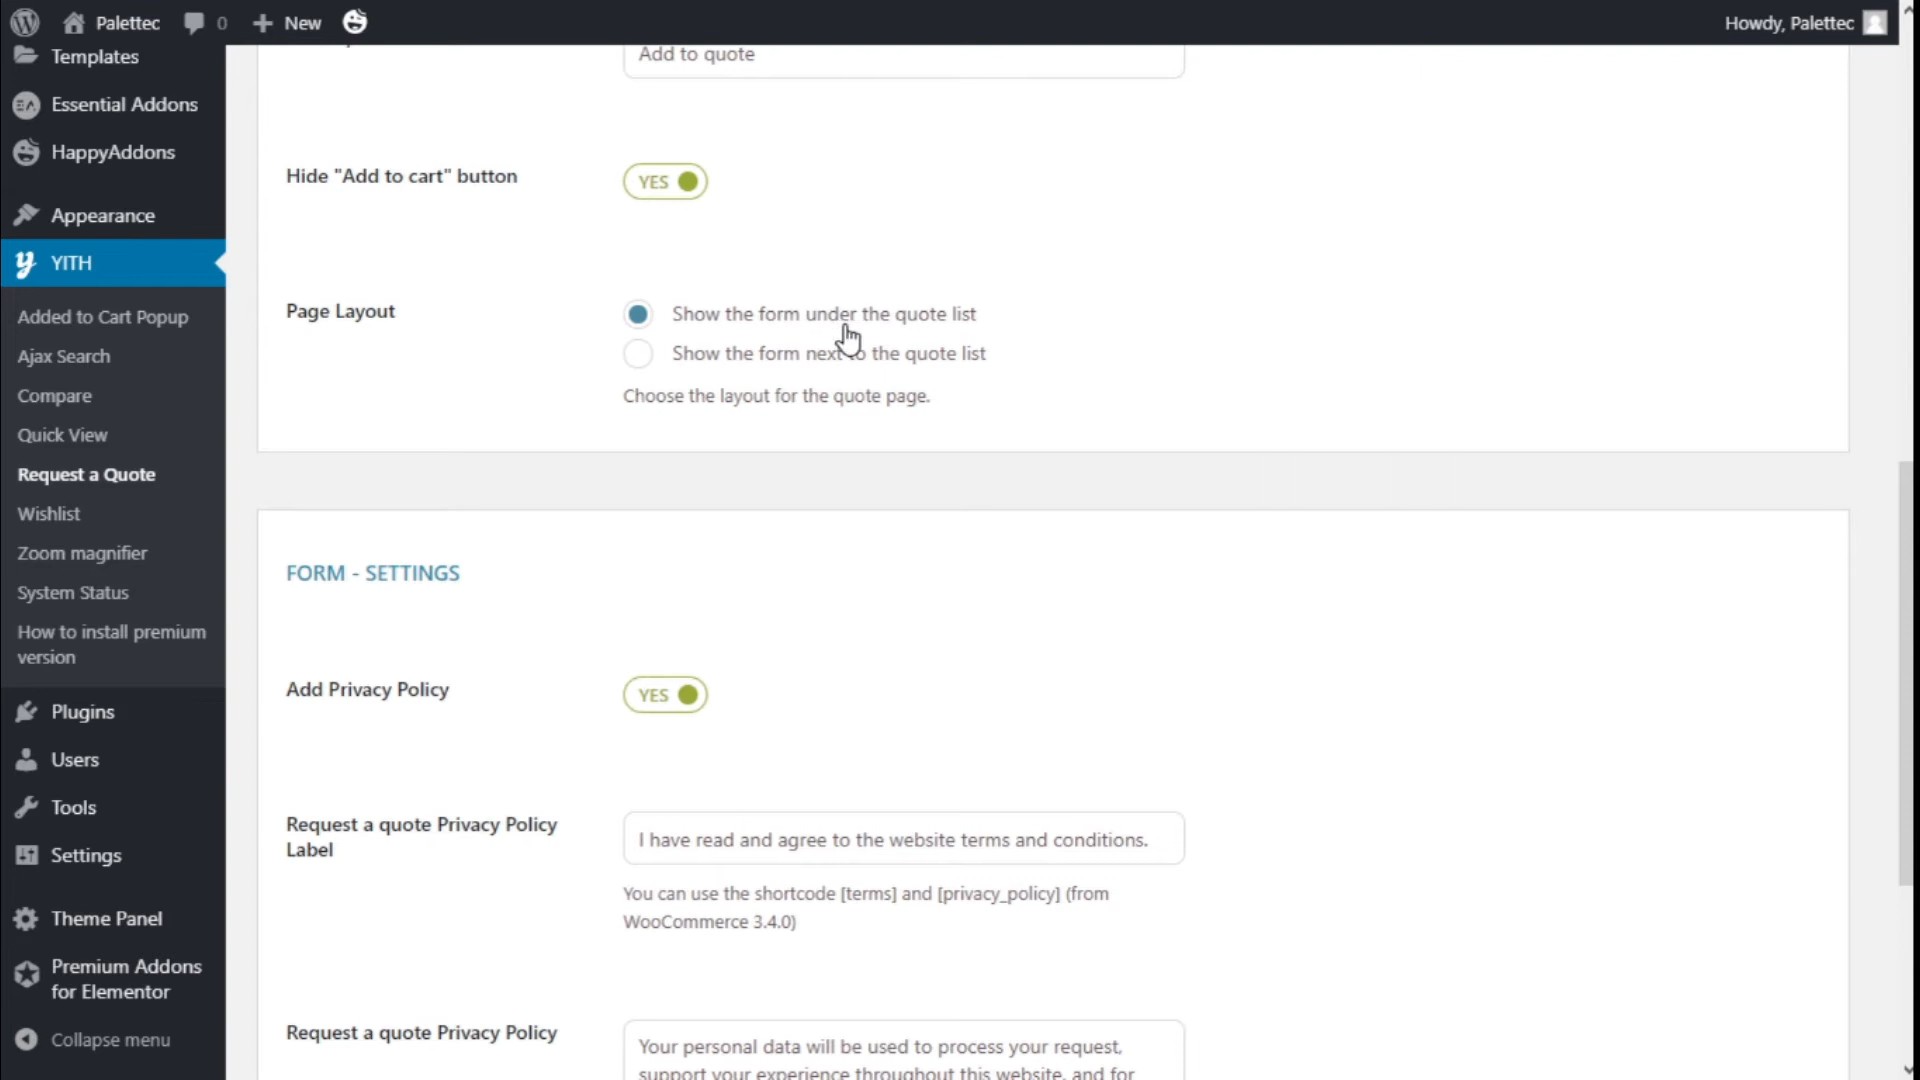 Palettec
0
New
Howdy, Palettec
Templates
Essential Addons
HappyAddons
Appearance
YITH
Added to Cart Popup
Ajax Search
Compare
Quick View
Request a Quote
Wishlist
Zoom magnifier
System Status
How to install premium
version
Plugins
Users
Tools
Settings
Theme Panel
Premium Addons
for Elementor
Collapse menu
Add to quote
Hide "Add to cart" button
YES
Page Layout
Show the form under the quote list
Show the form next to the quote list
Choose the layout for the quote page.
FORM - SETTINGS
Add Privacy Policy
YES
Request a quote Privacy Policy
Label
I have read and agree to the website terms and conditions.
You can use the shortcode [terms] and [privacy_policy] (from
WooCommerce 3.4.0)
Request a quote Privacy Policy
Your personal data will be used to process your request,
support your experience throughout this website, and for